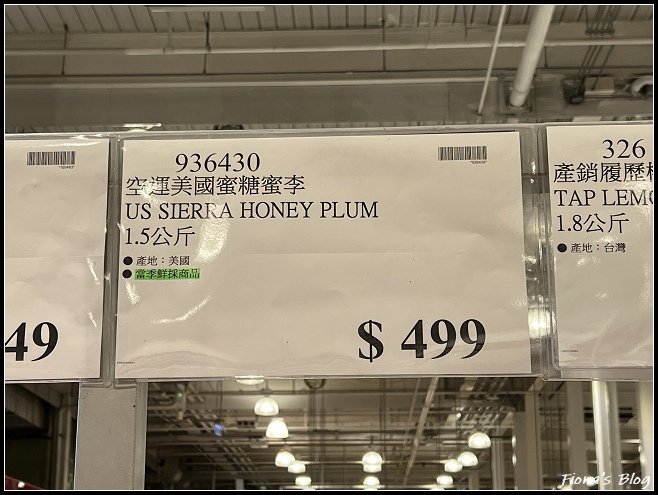 49
936430
空運美國蜜糖蜜李
US SIERRA HONEY PLUM
1.5公斤
● 產地：美國
● 當季鮮採商品
$ 499
326
產銷履歷
TAP LEMO
1.8公斤
● 產地：台灣
Fiona's Blog